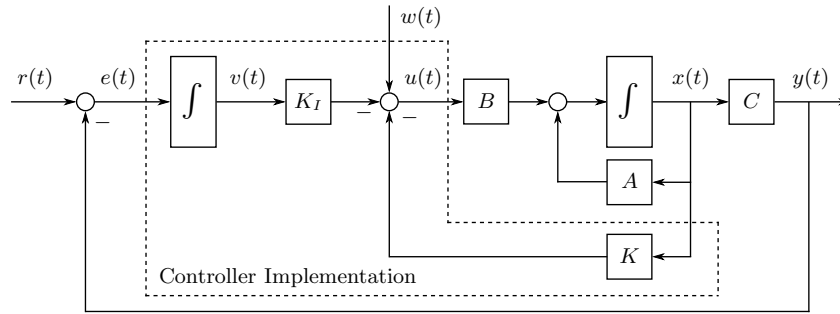 w(t)
r(t) e(t) v(t) u(t) x(t) y(t)
∫ K_I B ∫ C
− − −
A
K
Controller Implementation